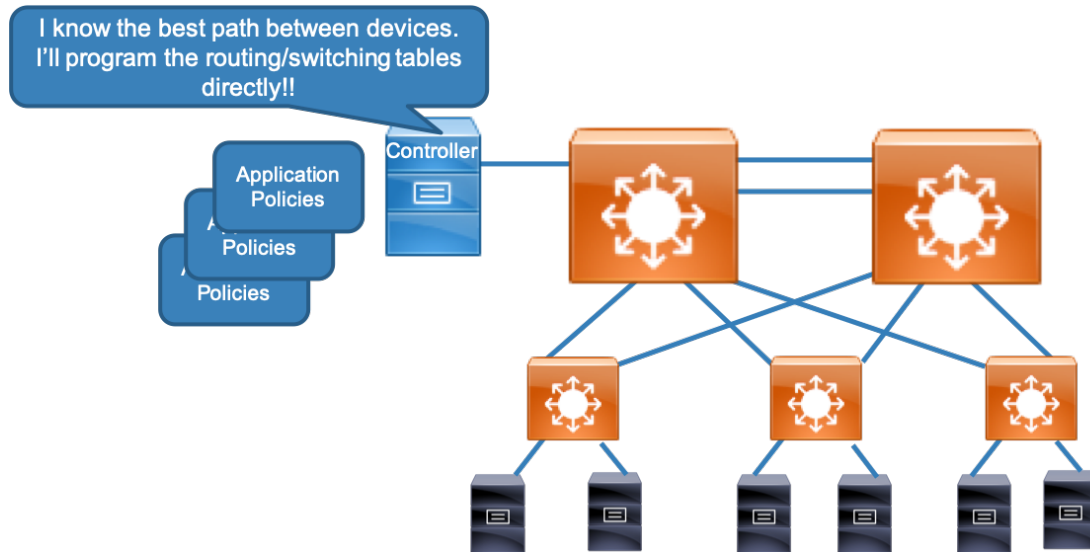 I know the best path between devices.
I'll program the routing/switching tables
directly!!
Controller
Application
Policies
Policies
Policies